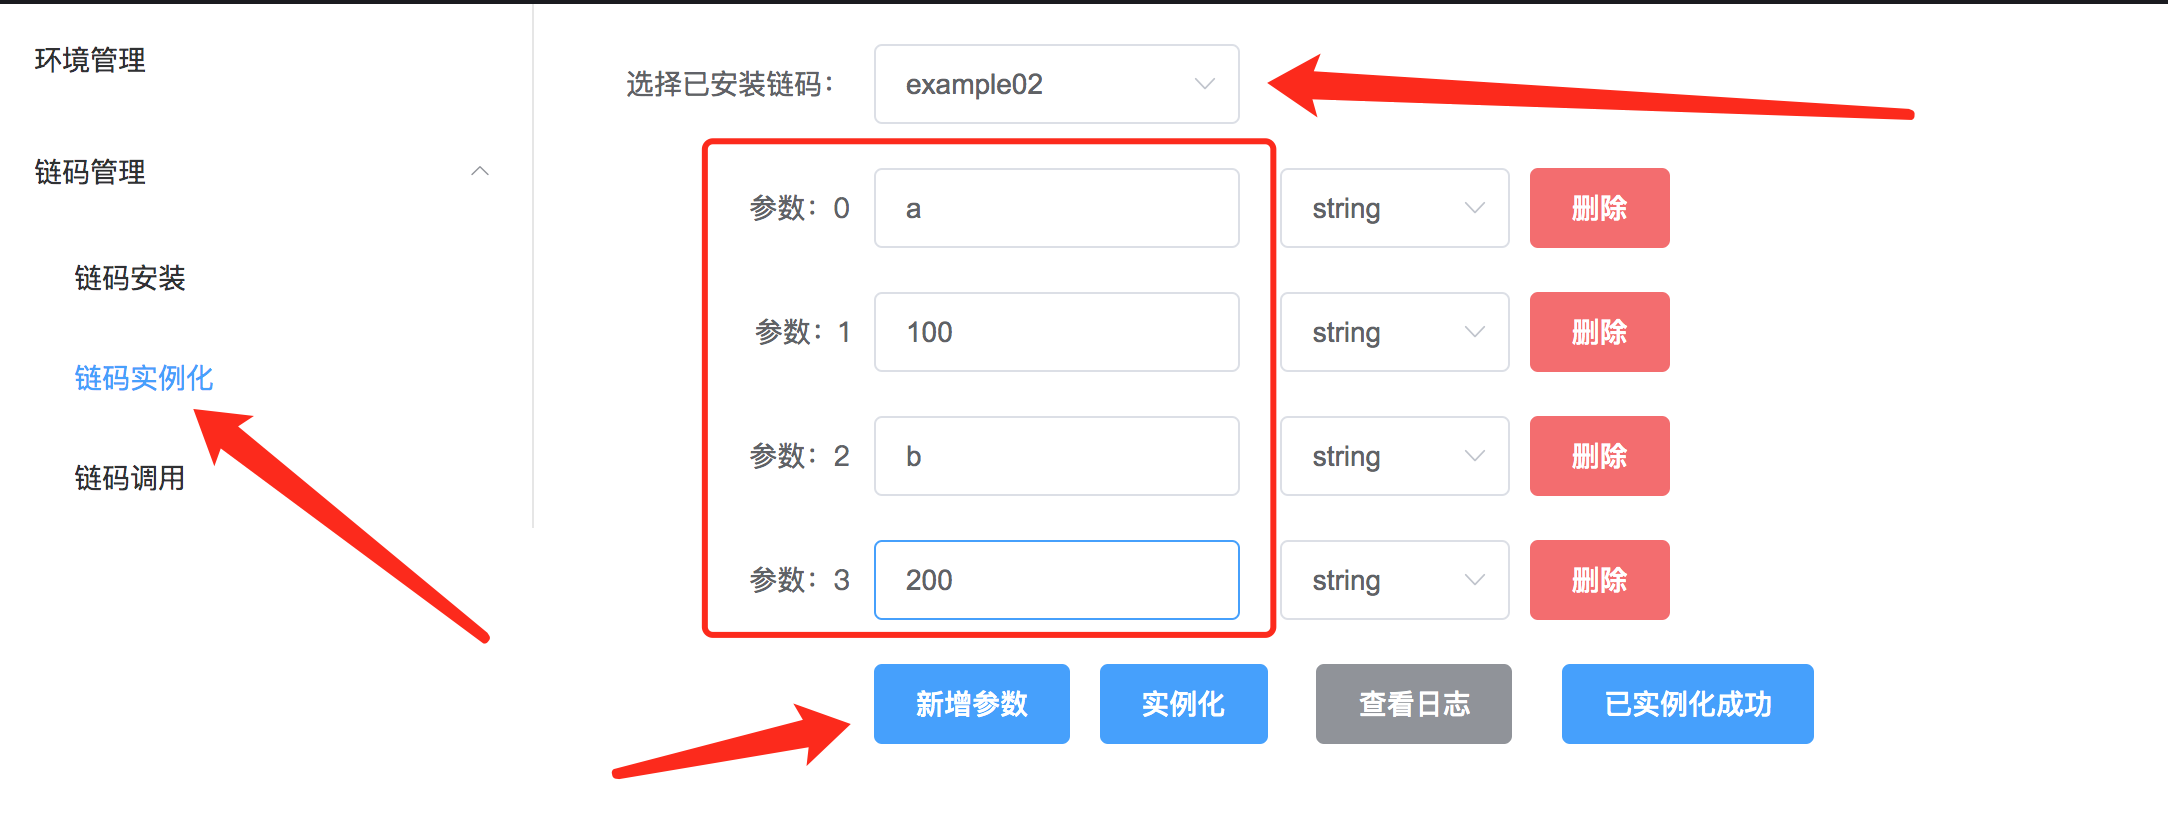 环境管理
链码管理
链码安装
链码实例化
链码调用
选择已安装链码： example02
参数：0 a string 删除
参数：1 100 string 删除
参数：2 b string 删除
参数：3 200 string 删除
新增参数 实例化 查看日志 已实例化成功